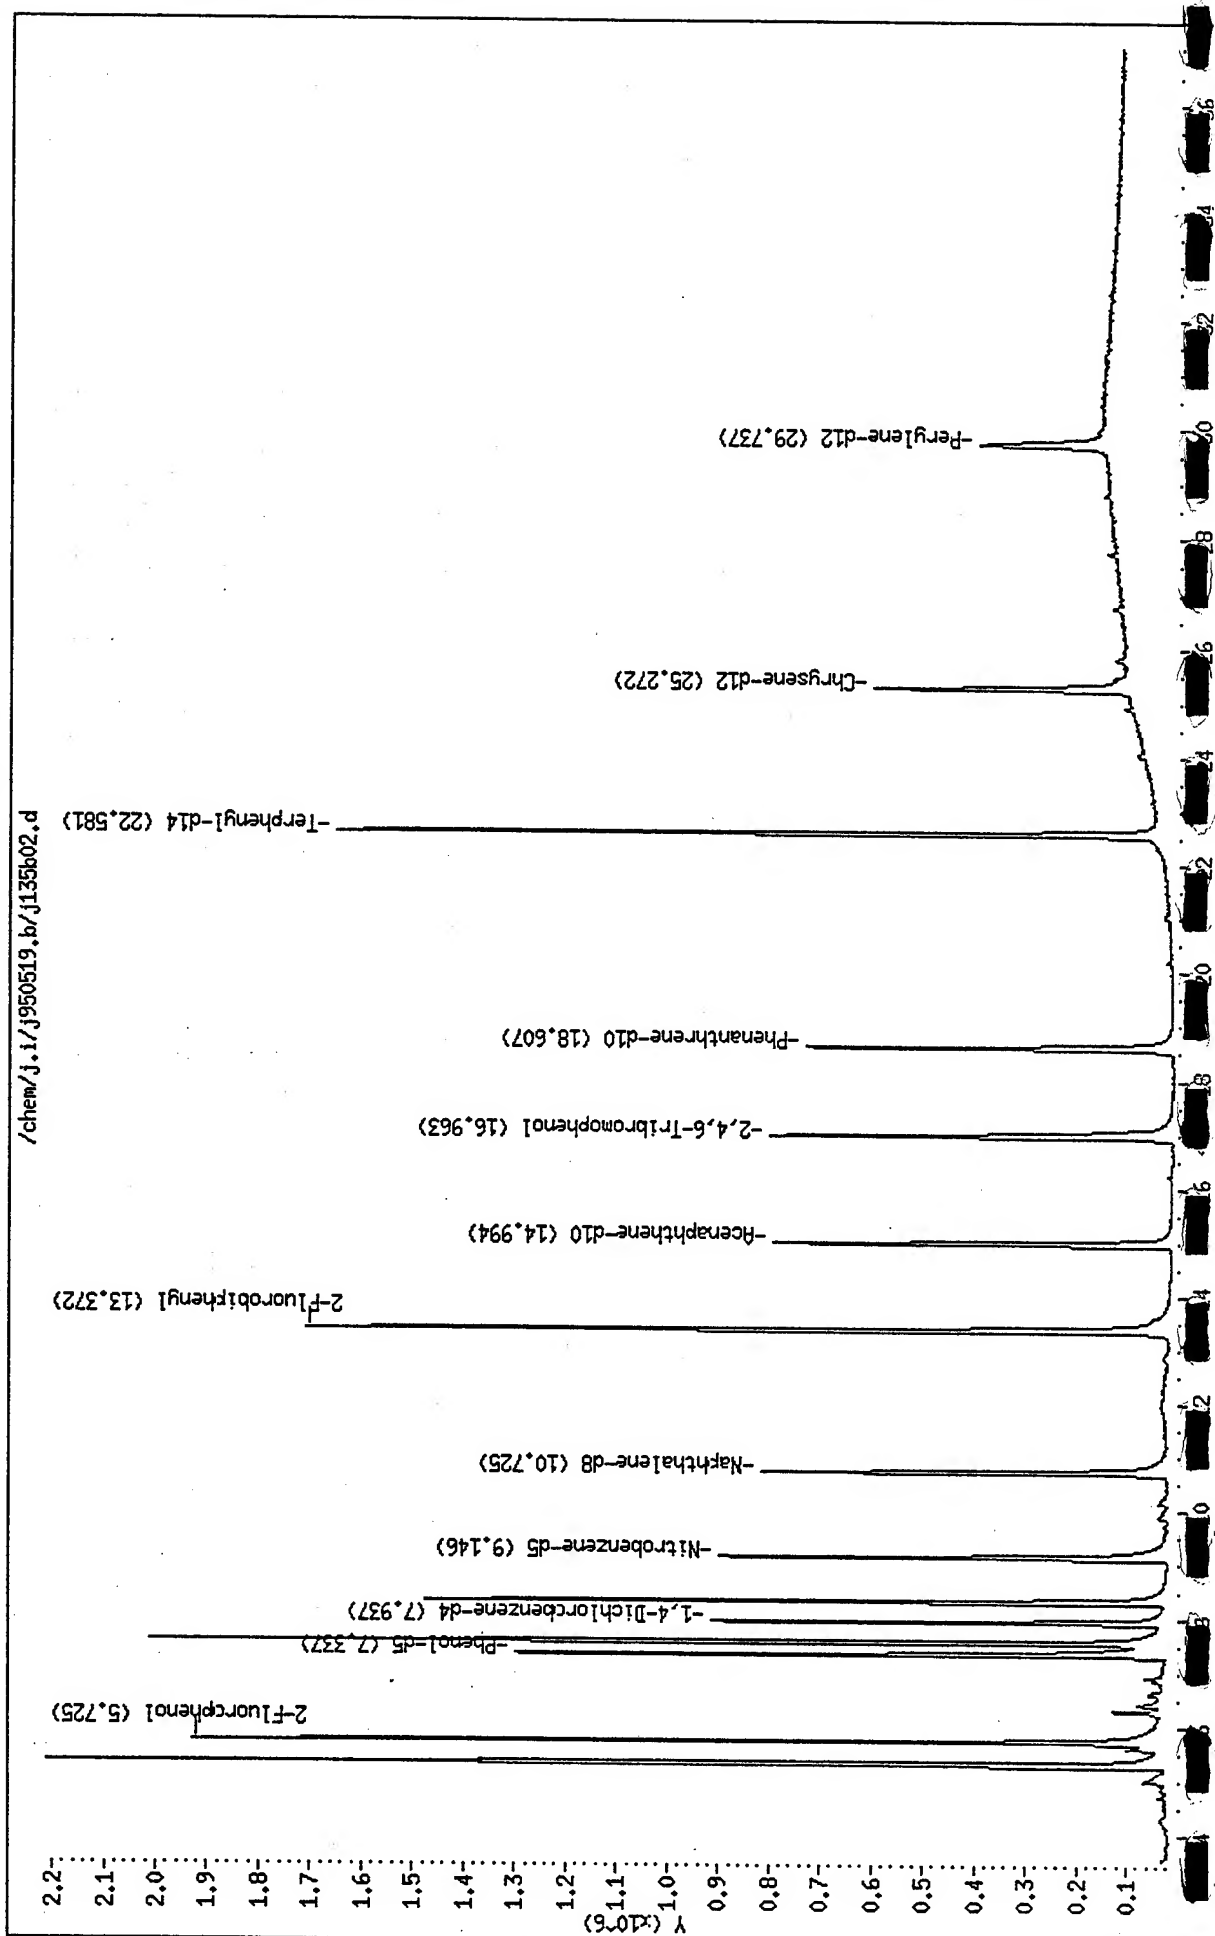 /chem/j.i/j950519.b/j135b02.d
Y (x10^6)
2.2
2.1
2.0
1.9
1.8
1.7
1.6
1.5
1.4
1.3
1.2
1.1
1.0
0.9
0.8
0.7
0.6
0.5
0.4
0.3
0.2
0.1
2-Fluorophenol (5.725)
-Phenol-d5 (7.337)
-1,4-Dichlorobenzene-d4 (7.937)
-Nitrobenzene-d5 (9.146)
-Naphthalene-d8 (10.725)
2-Fluorobiphenyl (13.372)
-Acenaphthene-d10 (14.994)
-2,4,6-Tribromophenol (16.963)
-Phenanthrene-d10 (18.607)
-Terphenyl-d14 (22.581)
-Chrysene-d12 (25.272)
-Perylene-d12 (29.737)
20
22
24
26
28
30
32
34
36